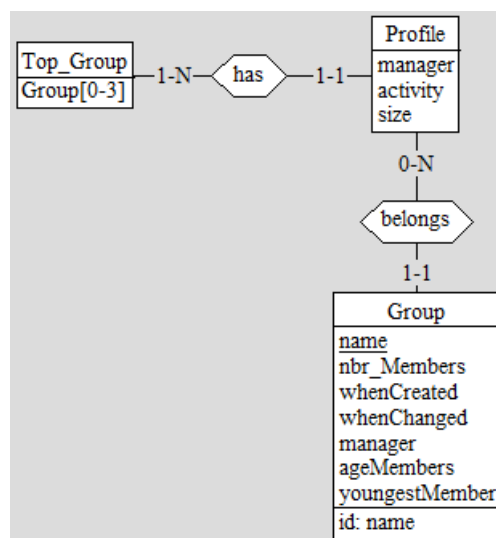 Profile
Top_Group
Group[0-3]
1-N
has
1-1
manager
activity
size
0-N
belongs
1-1
Group
name
nbr_Members
whenCreated
whenChanged
manager
ageMembers
youngestMember
id: name